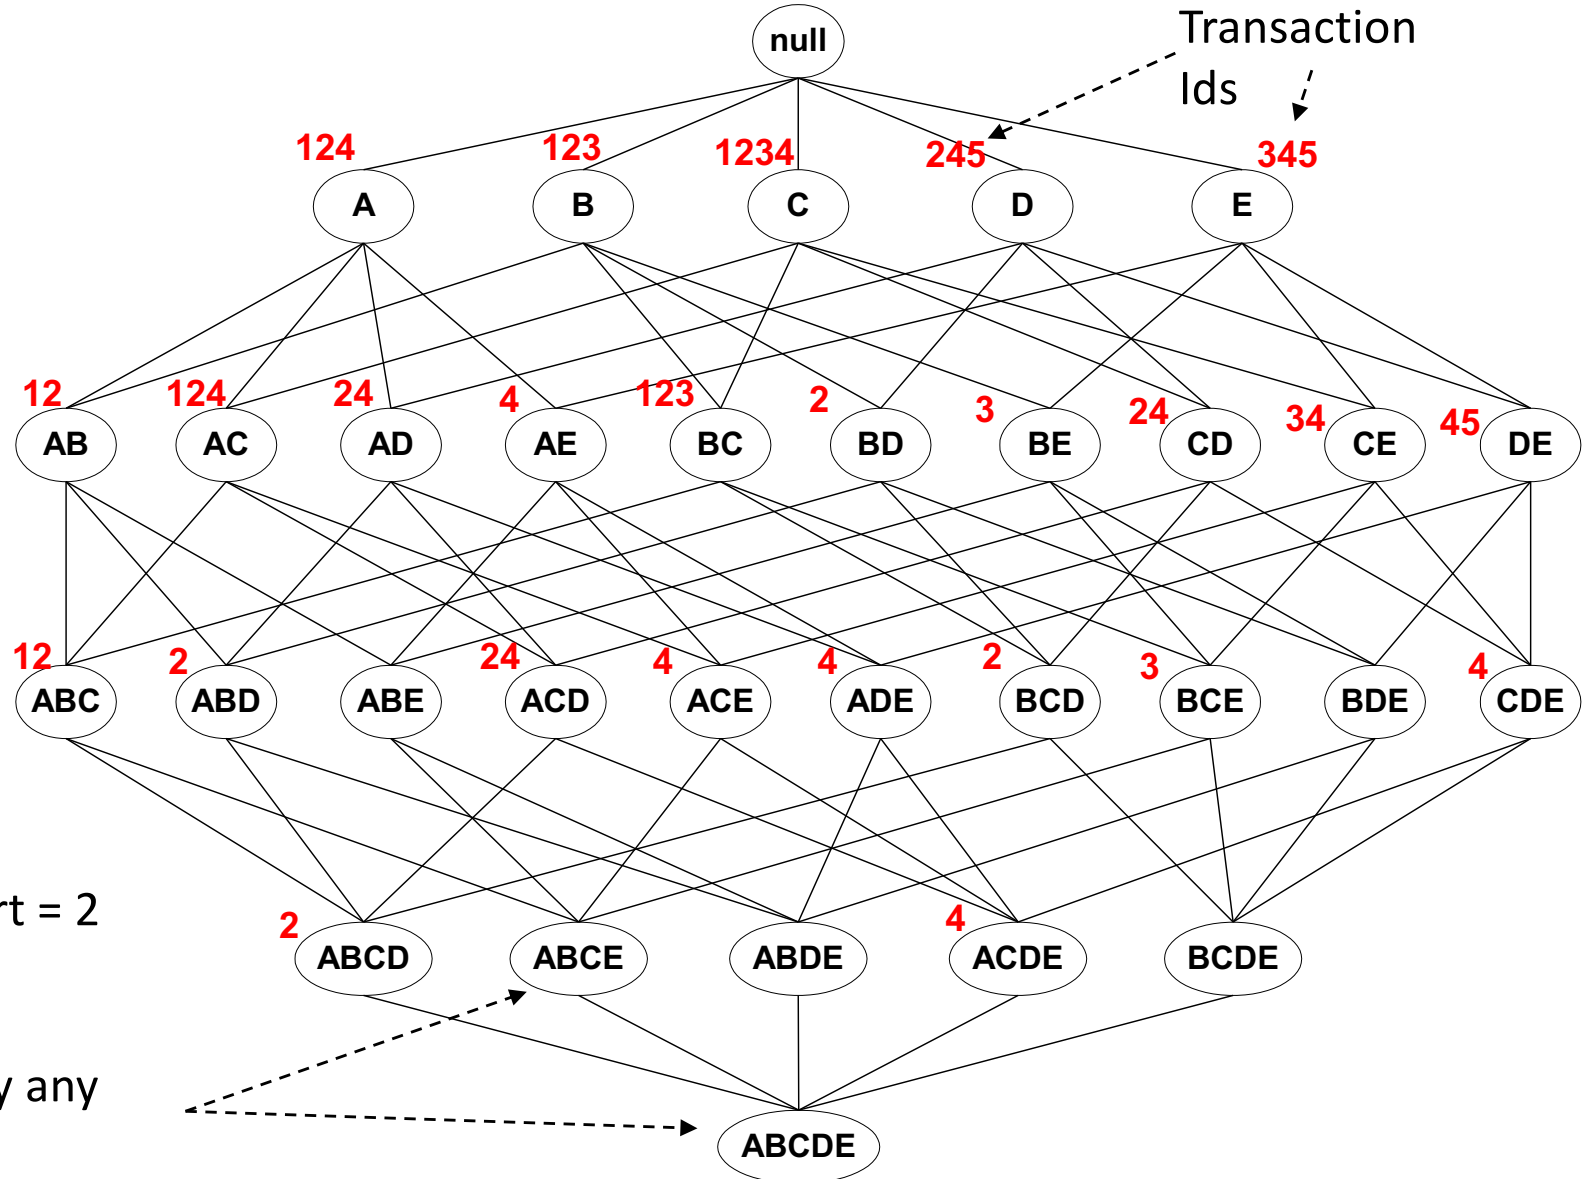 null
Transaction
Ids
124 123 1234 245 345
A B C D E
12 124 24 4 123 2 3 24 34 45
AB AC AD AE BC BD BE CD CE DE
12 2 24 4 4 2 3 4
ABC ABD ABE ACD ACE ADE BCD BCE BDE CDE
= 2
2 4
ABCD ABCE ABDE ACDE BCDE
any
ABCDE